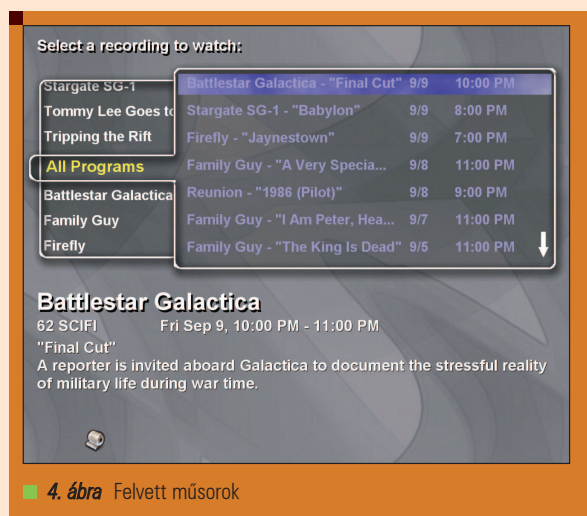 Select a recording to watch:
Stargate SG-1
Tommy Lee Goes to
Tripping the Rift
All Programs
Battlestar Galactica
Family Guy
Firefly
Battlestar Galactica - "Final Cut" 9/9 10:00 PM
Stargate SG-1 - "Babylon" 9/9 8:00 PM
Firefly - "Jaynestown" 9/9 7:00 PM
Family Guy - "A Very Specia... 9/8 11:00 PM
Reunion - "1986 (Pilot)" 9/8 9:00 PM
Family Guy - "I Am Peter, Hea... 9/7 11:00 PM
Family Guy - "The King Is Dead" 9/5 11:00 PM
Battlestar Galactica
62 SCIFI Fri Sep 9, 10:00 PM - 11:00 PM
"Final Cut"
A reporter is invited aboard Galactica to document the stressful reality
of military life during war time.
4. ábra Felvett műsorok